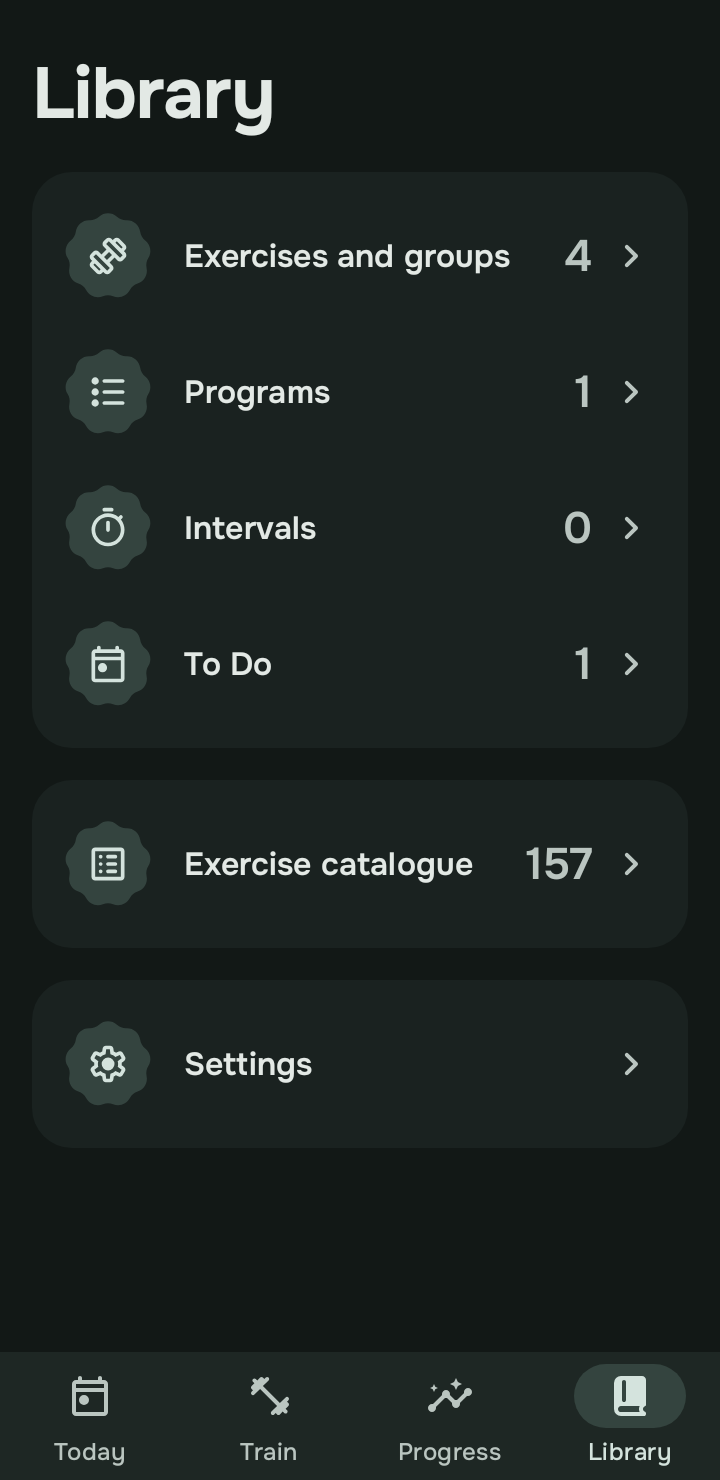 Library
Exercises and groups 4
Programs 1
Intervals 0
To Do 1
Exercise catalogue 157
Settings
Today Train Progress Library